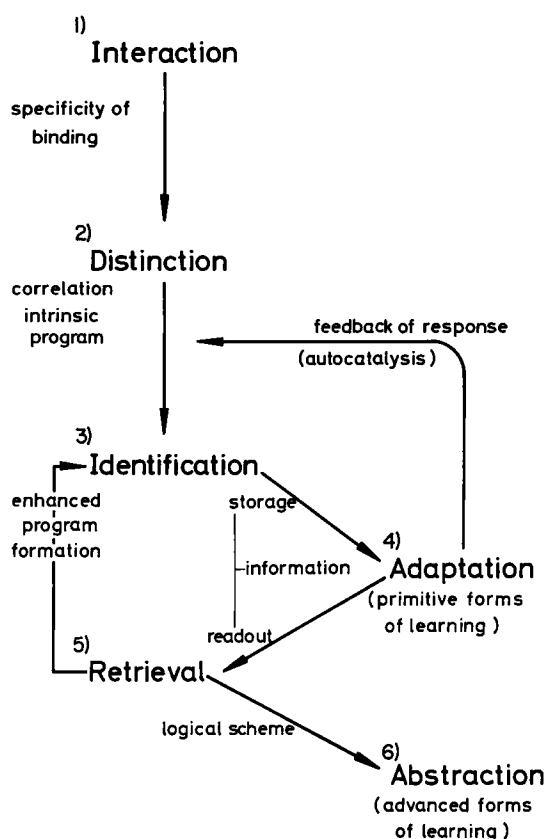 1)
Interaction
specificity of
binding
2)
Distinction
correlation
intrinsic
program
feedback of response
(autocatalysis)
3)
Identification
enhanced
program
formation
storage
information
readout
4)
Adaptation
(primitive forms
of learning)
5)
Retrieval
logical scheme
6)
Abstraction
(advanced forms
of learning)